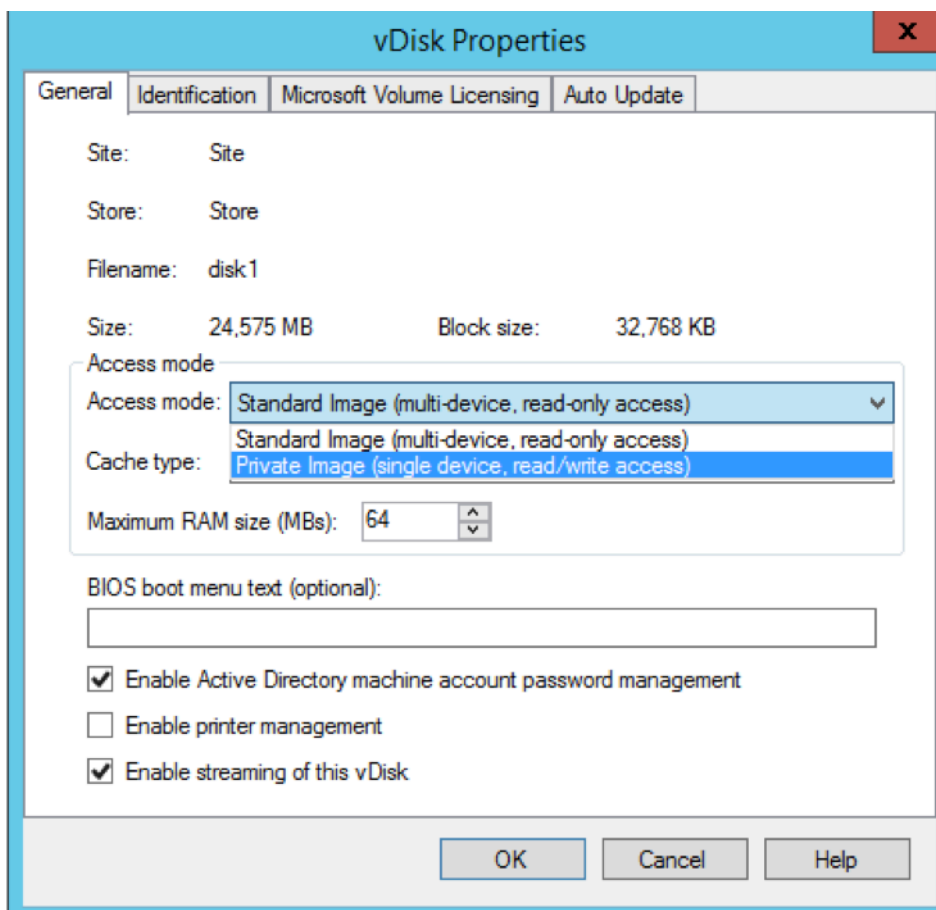 vDisk Properties
x
General Identification Microsoft Volume Licensing Auto Update
Site: Site
Store: Store
Filename: disk1
Size: 24,575 MB Block size: 32,768 KB
Access mode
Access mode: Standard Image (multi-device, read-only access)
Standard Image (multi-device, read-only access)
Cache type: Private Image (single device, read/write access)
Maximum RAM size (MBs): 64
BIOS boot menu text (optional):
Enable Active Directory machine account password management
Enable printer management
Enable streaming of this vDisk
OK Cancel Help